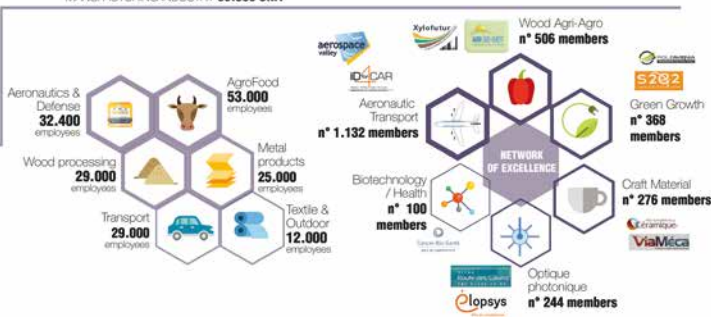 Aeronautics &
Defense
32.400
employees
AgroFood
53.000
employees
Wood processing
29.000
employees
Metal
products
25.000
employees
Transport
29.000
employees
Textile &
Outdoor
12.000
employees
aerospace
valley
Xylofutur
Wood Agri-Agro
n° 506 members
ID4CAR
Aeronautic
Transport
n° 1.132 members
S2E2
Green Growth
n° 368
members
NETWORK
OF EXCELLENCE
Biotechnology
/ Health
n° 100
members
Craft Material
n° 276 members
Céramique
ViaMéca
Optique
photonique
n° 244 members
elopsys